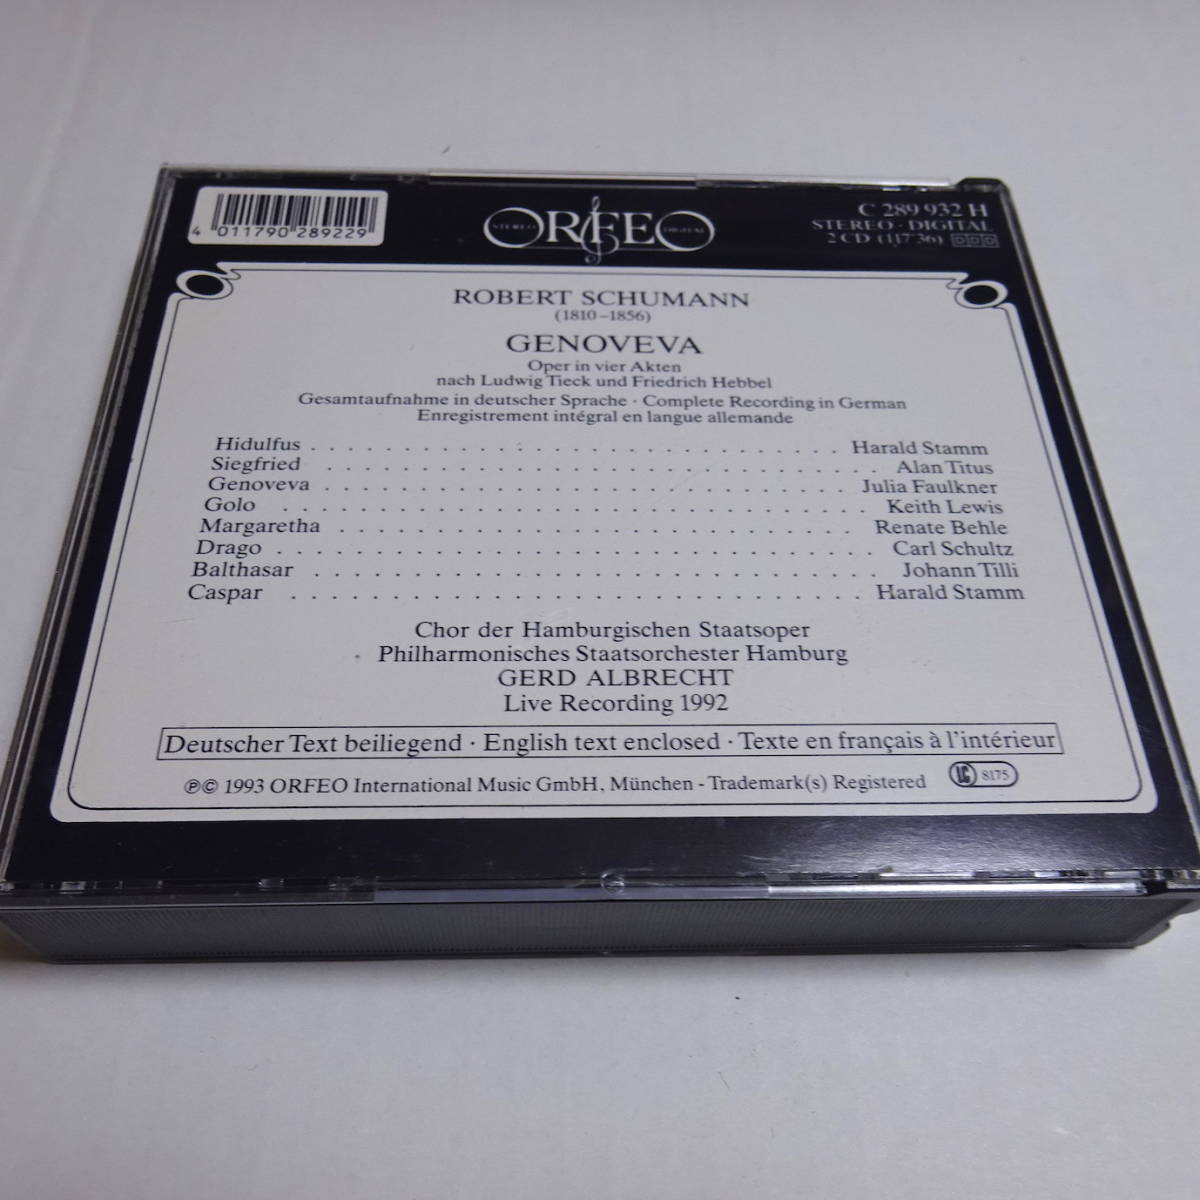 4 011790 289229
STEREO ORFEO DIGITAL
C 289 932 H
STEREO · DIGITAL
2 CD (117'36) DDD
ROBERT SCHUMANN
(1810–1856)
GENOVEVA
Oper in vier Akten
nach Ludwig Tieck und Friedrich Hebbel
Gesamtaufnahme in deutscher Sprache · Complete Recording in German
Enregistrement intégral en langue allemande
Hidulfus . . . . . . . . . . . . . . . . . . . . . . . . . . . Harald Stamm
Siegfried . . . . . . . . . . . . . . . . . . . . . . . . . . . Alan Titus
Genoveva . . . . . . . . . . . . . . . . . . . . . . . . . . . Julia Faulkner
Golo . . . . . . . . . . . . . . . . . . . . . . . . . . . Keith Lewis
Margaretha . . . . . . . . . . . . . . . . . . . . . . . . . . . Renate Behle
Drago . . . . . . . . . . . . . . . . . . . . . . . . . . . Carl Schultz
Balthasar . . . . . . . . . . . . . . . . . . . . . . . . . . . Johann Tilli
Caspar . . . . . . . . . . . . . . . . . . . . . . . . . . . Harald Stamm
Chor der Hamburgischen Staatsoper
Philharmonisches Staatsorchester Hamburg
GERD ALBRECHT
Live Recording 1992
Deutscher Text beiliegend · English text enclosed · Texte en français à l'intérieur
℗© 1993 ORFEO International Music GmbH, München - Trademark(s) Registered LC 8175